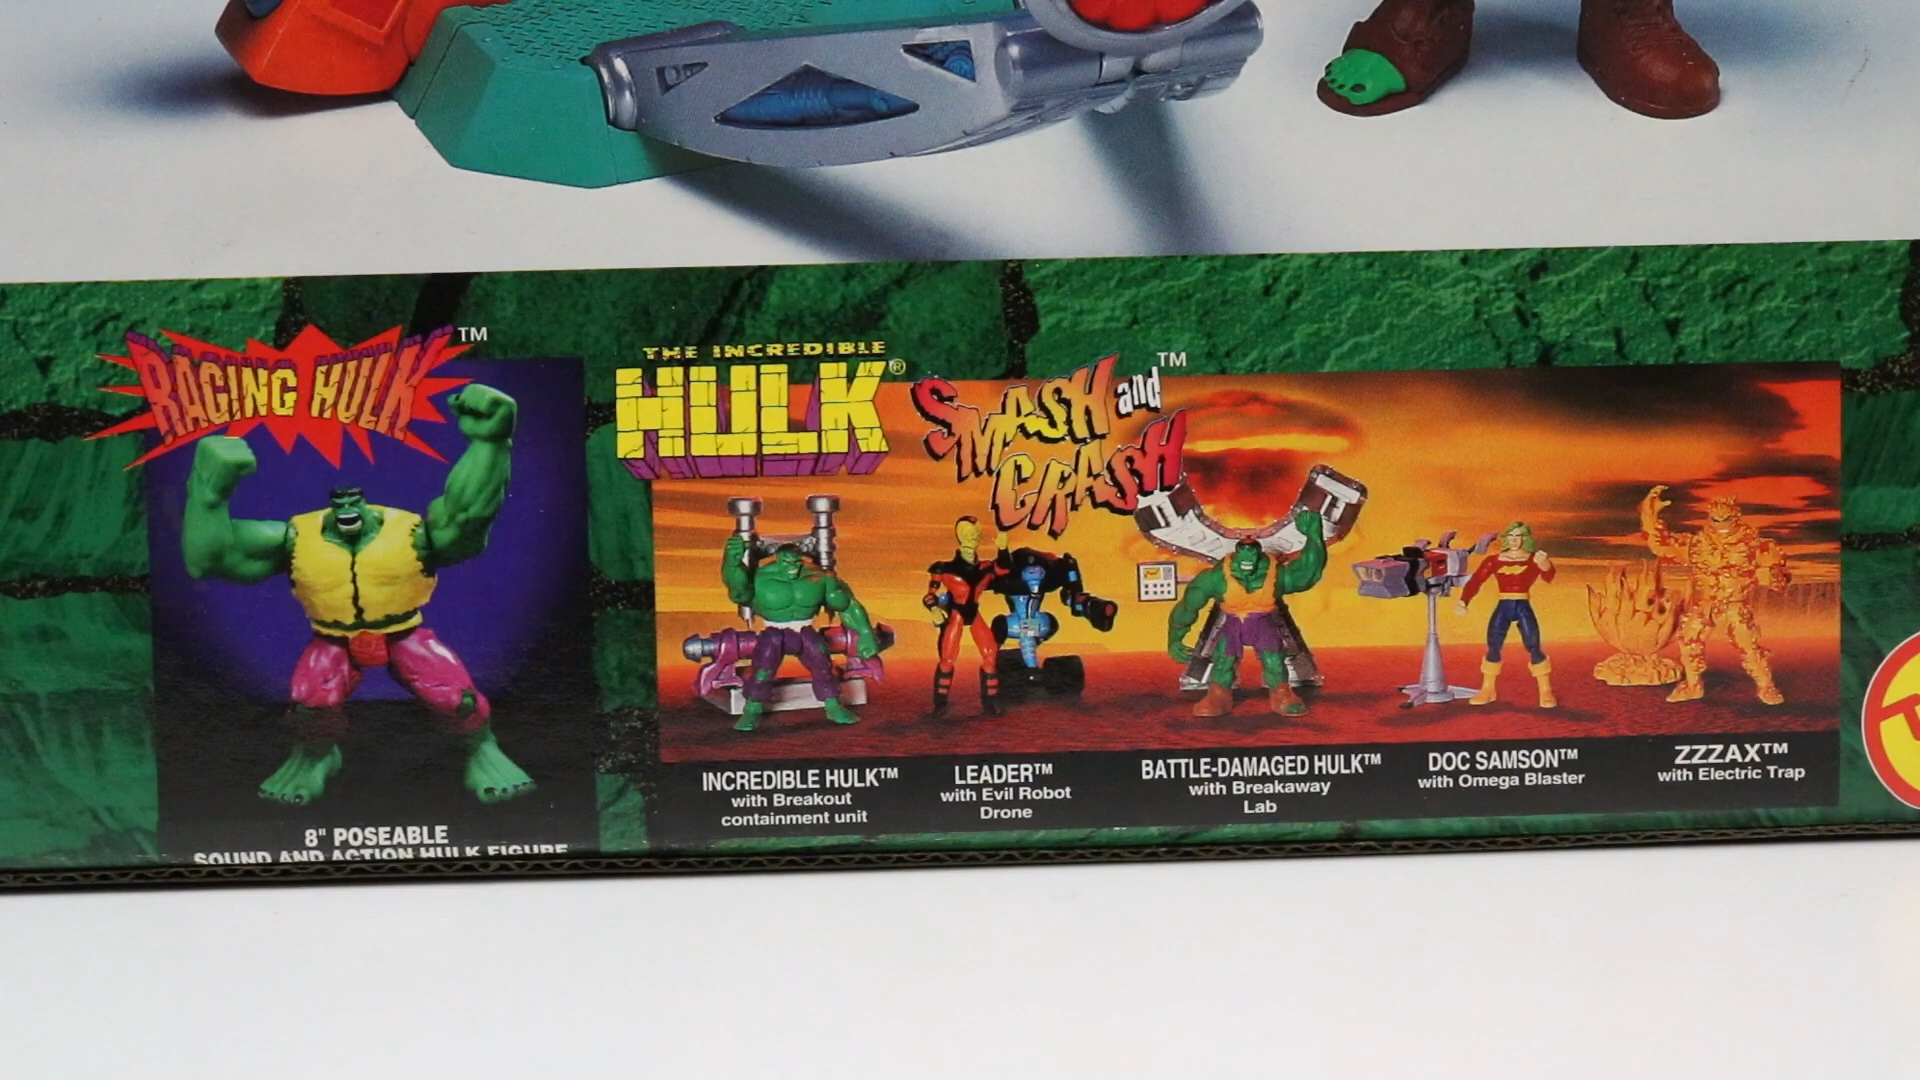 RAGING HULK™
8" POSEABLE
SOUND AND ACTION HULK FIGURE
THE INCREDIBLE
HULK®
SMASH and
CRASH™
INCREDIBLE HULK™
with Breakout
containment unit
LEADER™
with Evil Robot
Drone
BATTLE-DAMAGED HULK™
with Breakaway
Lab
DOC SAMSON™
with Omega Blaster
ZZZAX™
with Electric Trap